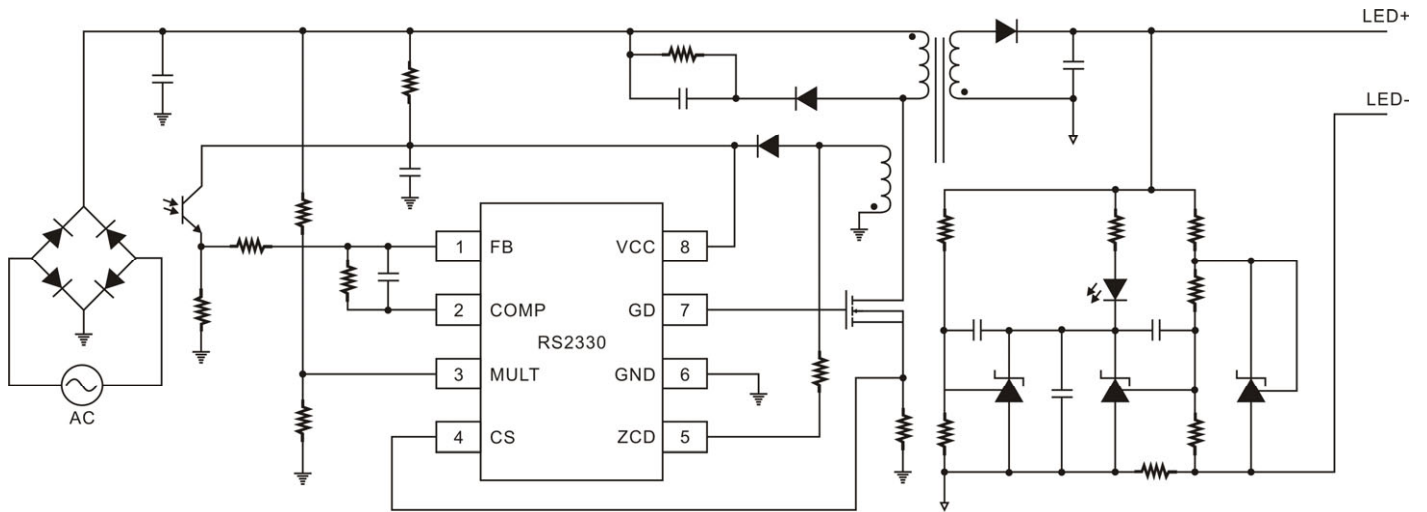 LED+
LED-
1 FB VCC 8
2 COMP GD 7
RS2330
3 MULT GND 6
4 CS ZCD 5
AC